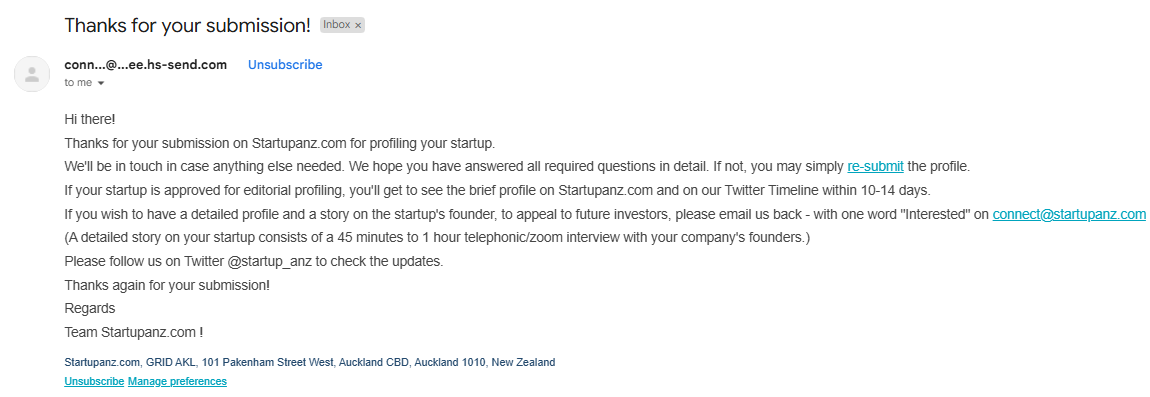 Thanks for your submission! Inbox ×
conn...@...ee.hs-send.com Unsubscribe
to me
Hi there!
Thanks for your submission on Startupanz.com for profiling your startup.
We'll be in touch in case anything else needed. We hope you have answered all required questions in detail. If not, you may simply re-submit the profile.
If your startup is approved for editorial profiling, you'll get to see the brief profile on Startupanz.com and on our Twitter Timeline within 10-14 days.
If you wish to have a detailed profile and a story on the startup's founder, to appeal to future investors, please email us back - with one word "Interested" on connect@startupanz.com
(A detailed story on your startup consists of a 45 minutes to 1 hour telephonic/zoom interview with your company's founders.)
Please follow us on Twitter @startup_anz to check the updates.
Thanks again for your submission!
Regards
Team Startupanz.com !
Startupanz.com, GRID AKL, 101 Pakenham Street West, Auckland CBD, Auckland 1010, New Zealand
Unsubscribe Manage preferences